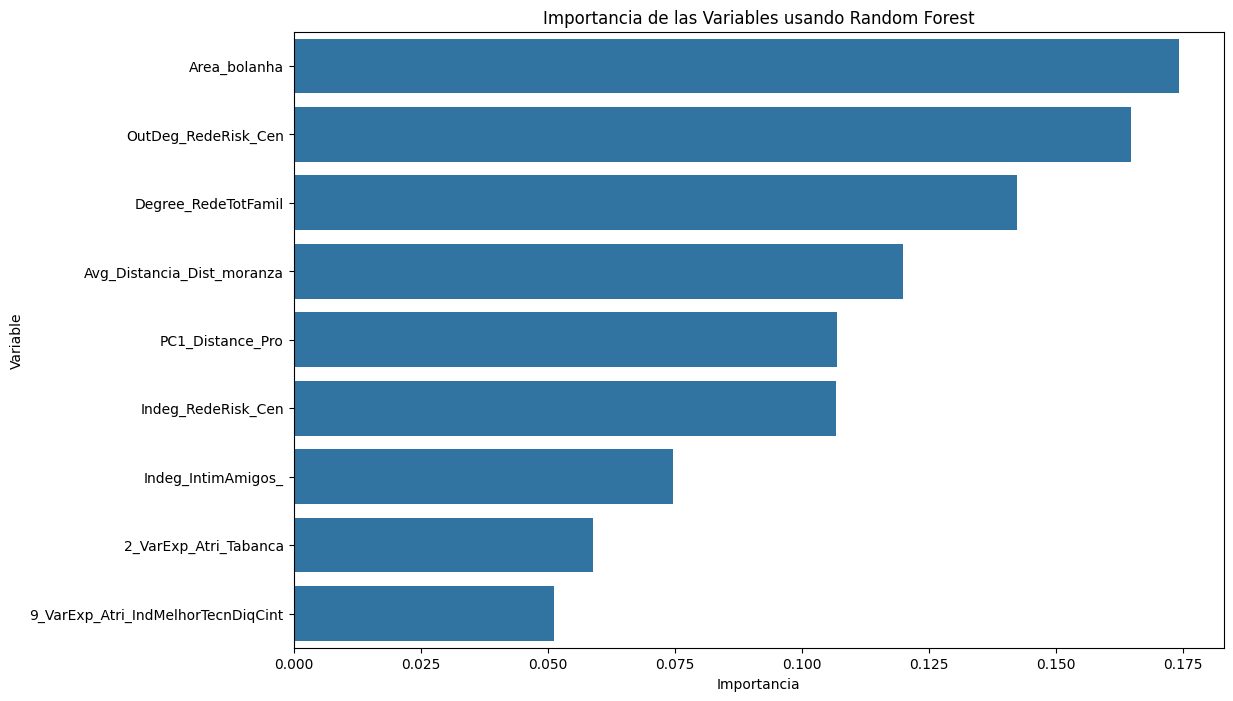 Importancia de las Variables usando Random Forest
Variable
Area_bolanha
OutDeg_RedeRisk_Cen
Degree_RedeTotFamil
Avg_Distancia_Dist_moranza
PC1_Distance_Pro
Indeg_RedeRisk_Cen
Indeg_IntimAmigos_
2_VarExp_Atri_Tabanca
9_VarExp_Atri_IndMelhorTecnDiqCint
0.000 0.025 0.050 0.075 0.100 0.125 0.150 0.175
Importancia